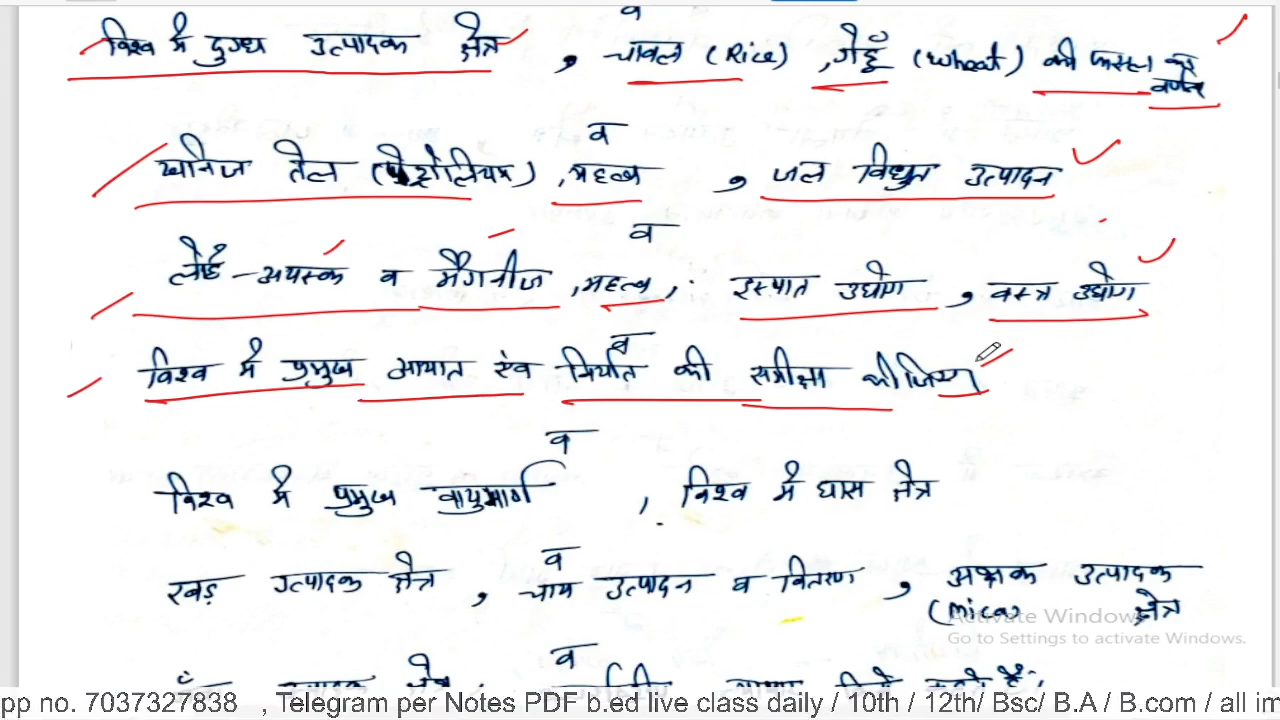 व
विश्व में दुग्ध उत्पादक क्षेत्र , चावल (Rice) , गेहूँ (Wheat) की फसल का वर्णन
व
खनिज तेल (पेट्रोलियम) , महत्व , जल विधुत उत्पादन
व
लौह - अयस्क व मैंगनीज , महत्व , इस्पात उद्योग , वस्त्र उद्योग
व
विश्व में प्रमुख आयात एंव निर्यात की समीक्षा कीजिए
व
विश्व में प्रमुख वायुमार्ग , विश्व में घास क्षेत्र
व
रबड़ उत्पादक क्षेत्र , चाय उत्पादन व वितरण , अभ्रक उत्पादक
(mica) क्षेत्र
व
Activate Windows
Go to Settings to activate Windows.
pp no. 7037327838 , Telegram per Notes PDF b.ed live class daily / 10th / 12th/ Bsc/ B.A / B.com / all im